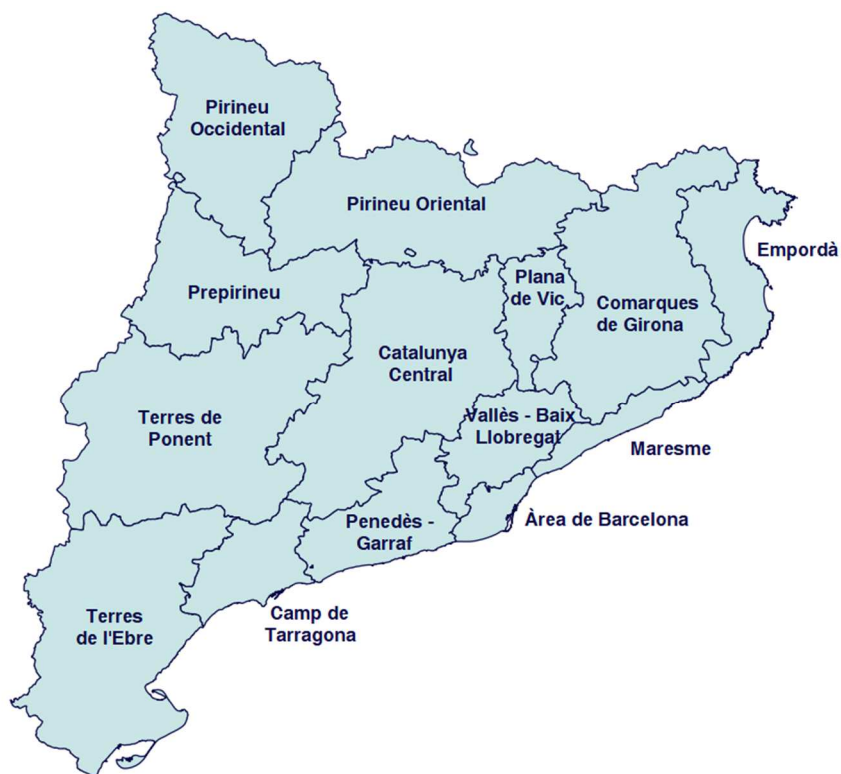 Pirineu
Occidental
Pirineu Oriental
Empordà
Prepirineu
Plana
de Vic
Comarques
de Girona
Catalunya
Central
Terres de
Ponent
Vallès - Baix
Llobregat
Maresme
Penedès -
Garraf
Àrea de Barcelona
Terres
de l'Ebre
Camp de
Tarragona